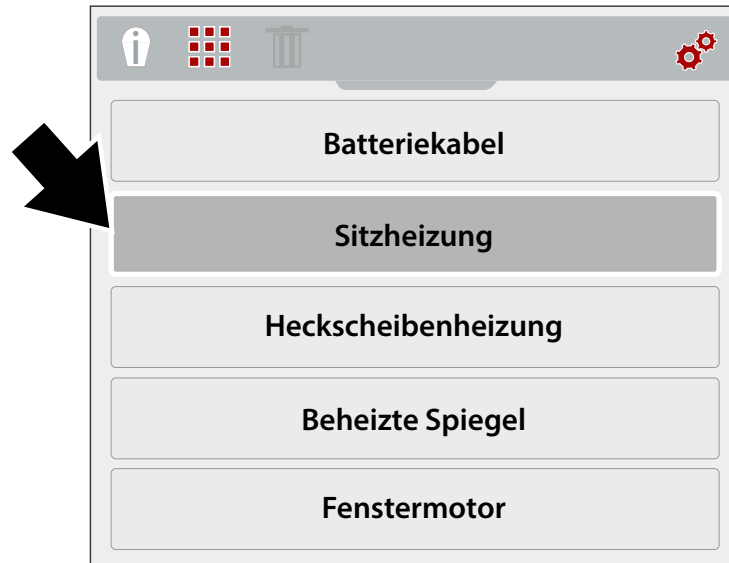 Batteriekabel
Sitzheizung
Heckscheibenheizung
Beheizte Spiegel
Fenstermotor